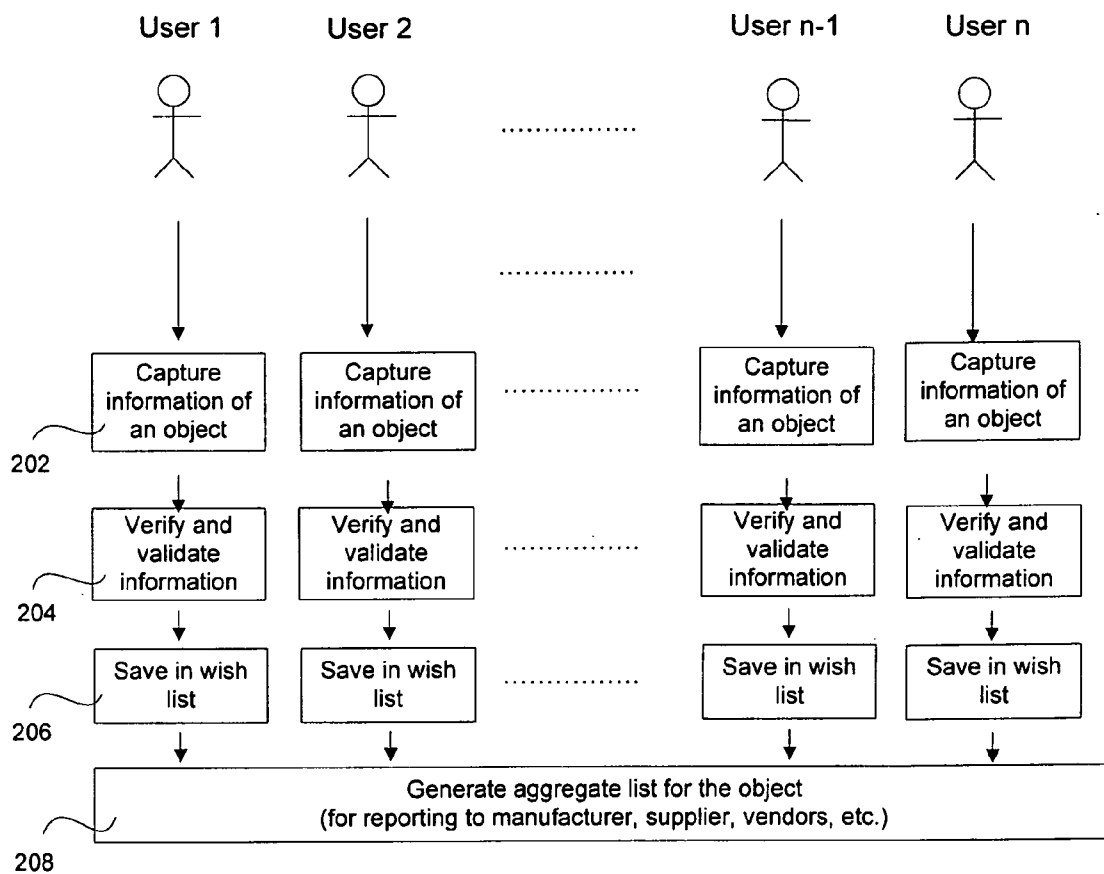 User 1
User 2
User n-1
User n
Capture
information of
an object
Capture
information of
an object
Capture
information of
an object
Capture
information of
an object
202
Verify and
validate
information
Verify and
validate
information
Verify and
validate
information
Verify and
validate
information
204
Save in wish
list
Save in wish
list
Save in wish
list
Save in wish
list
206
Generate aggregate list for the object
(for reporting to manufacturer, supplier, vendors, etc.)
208